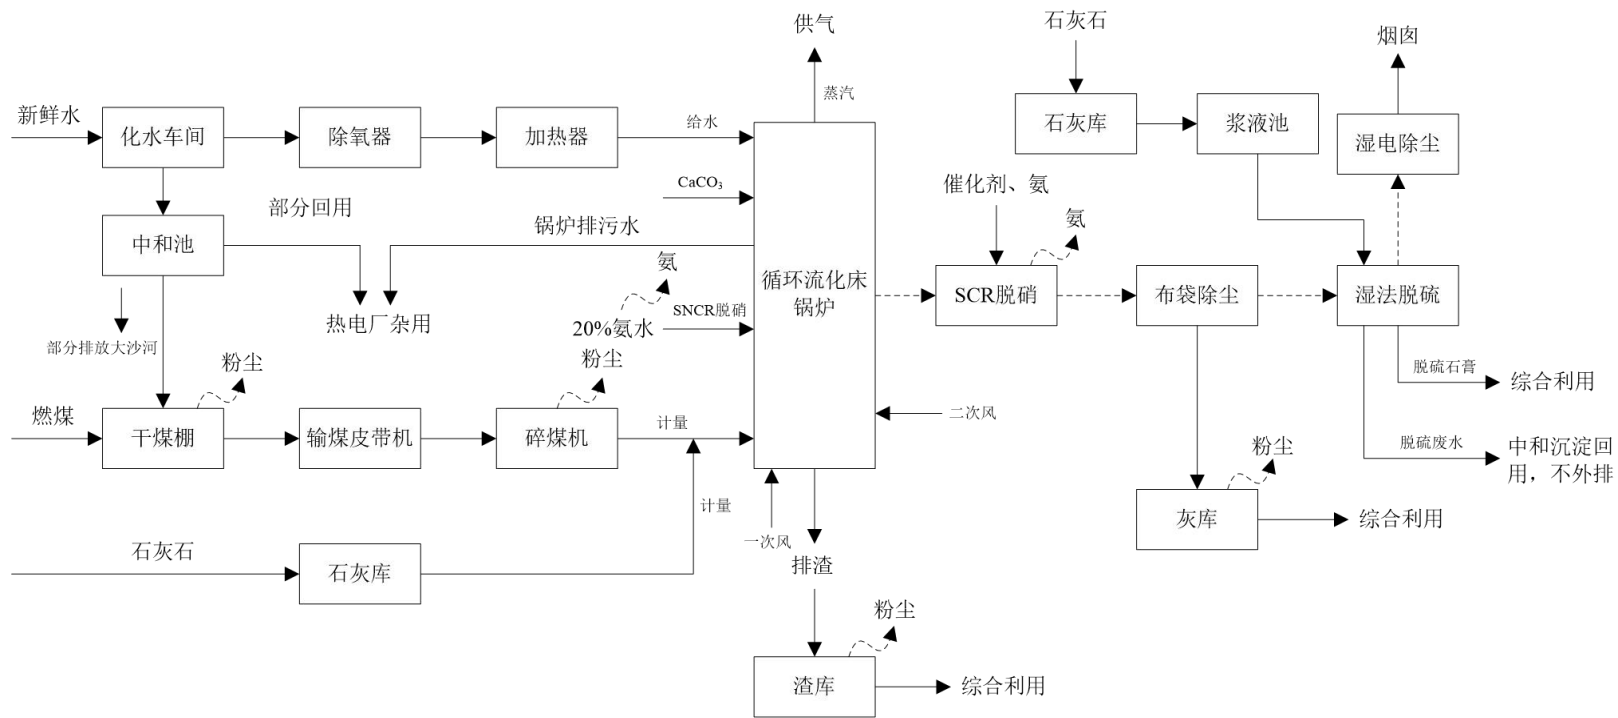 供气
石灰石
烟囱
蒸汽
新鲜水
化水车间
除氧器
加热器
给水
石灰库
浆液池
湿电除尘
CaCO₃
催化剂、氨
部分回用
锅炉排污水
氨
中和池
氨
循环流化床
锅炉
SCR脱硝
布袋除尘
湿法脱硫
SNCR脱硝
20%氨水
热电厂杂用
部分排放大沙河
粉尘
粉尘
脱硫石膏
综合利用
燃煤
干煤棚
输煤皮带机
碎煤机
计量
二次风
脱硫废水
中和沉淀回
用，不外排
粉尘
计量
灰库
综合利用
一次风
石灰石
石灰库
排渣
粉尘
渣库
综合利用